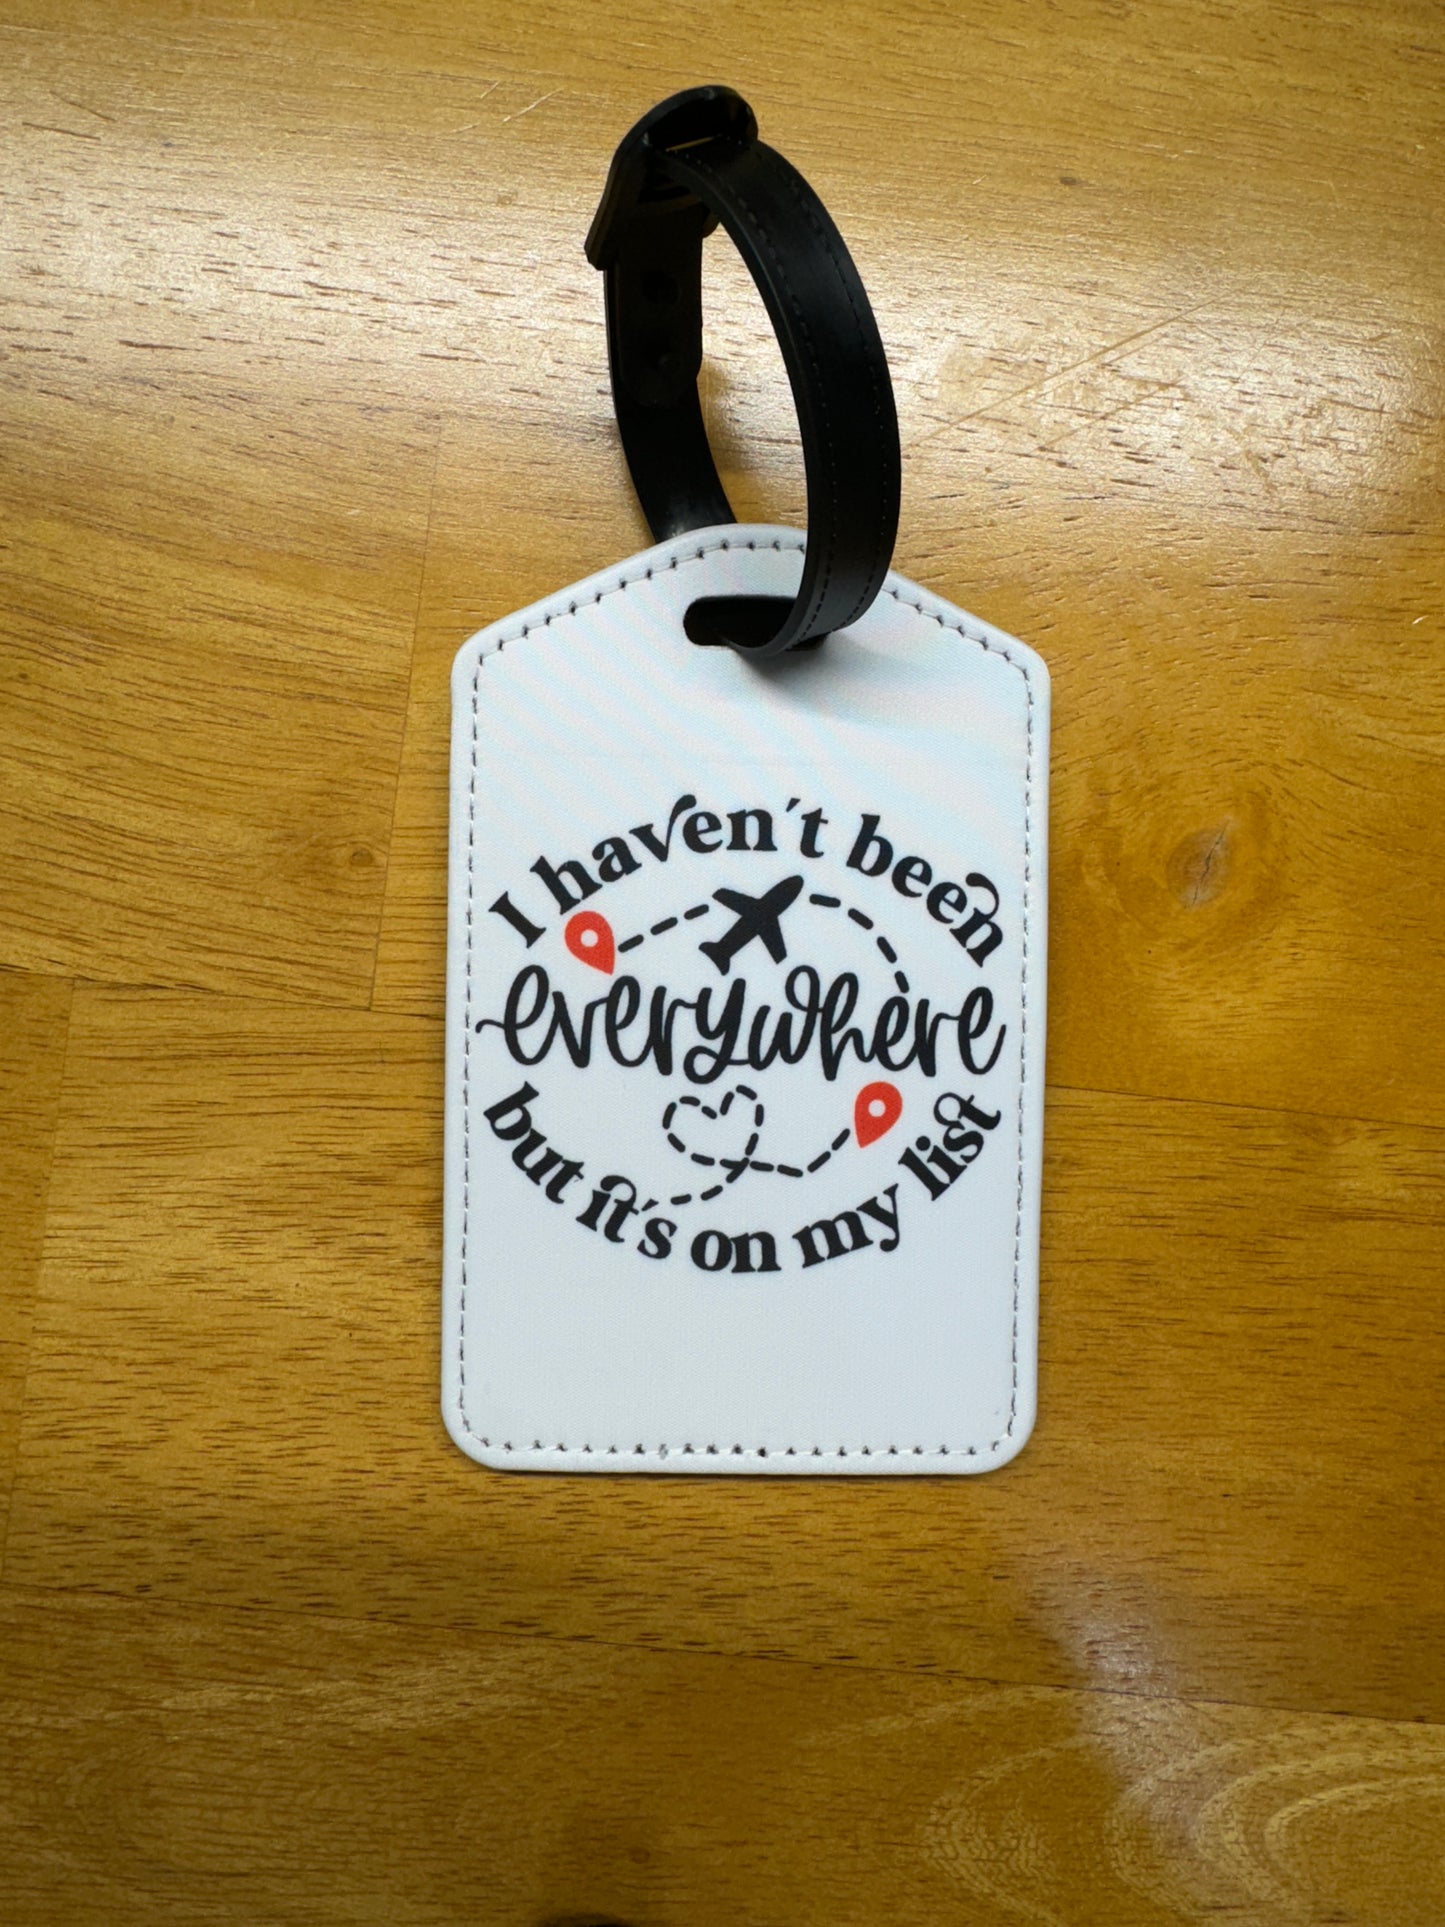 I haven't been
everywhere
but it's on my list